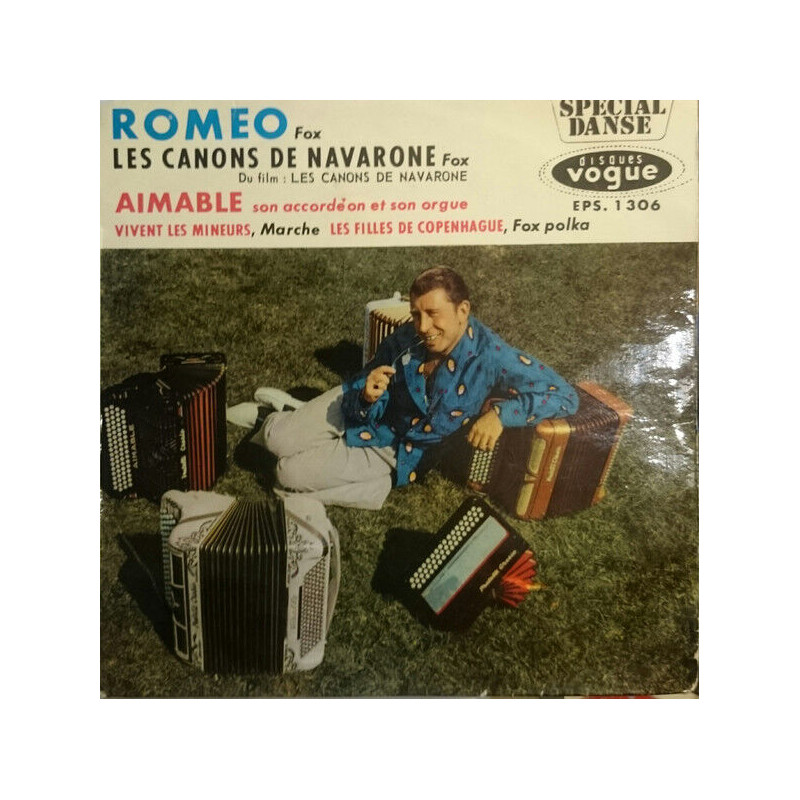 ROMEO Fox
LES CANONS DE NAVARONE Fox
Du film : LES CANONS DE NAVARONE
AIMABLE son accordéon et son orgue
VIVENT LES MINEURS, Marche LES FILLES DE COPENHAGUE, Fox polka
SPECIAL
DANSE
disques
vogue
EPS. 1306
AIMABLE